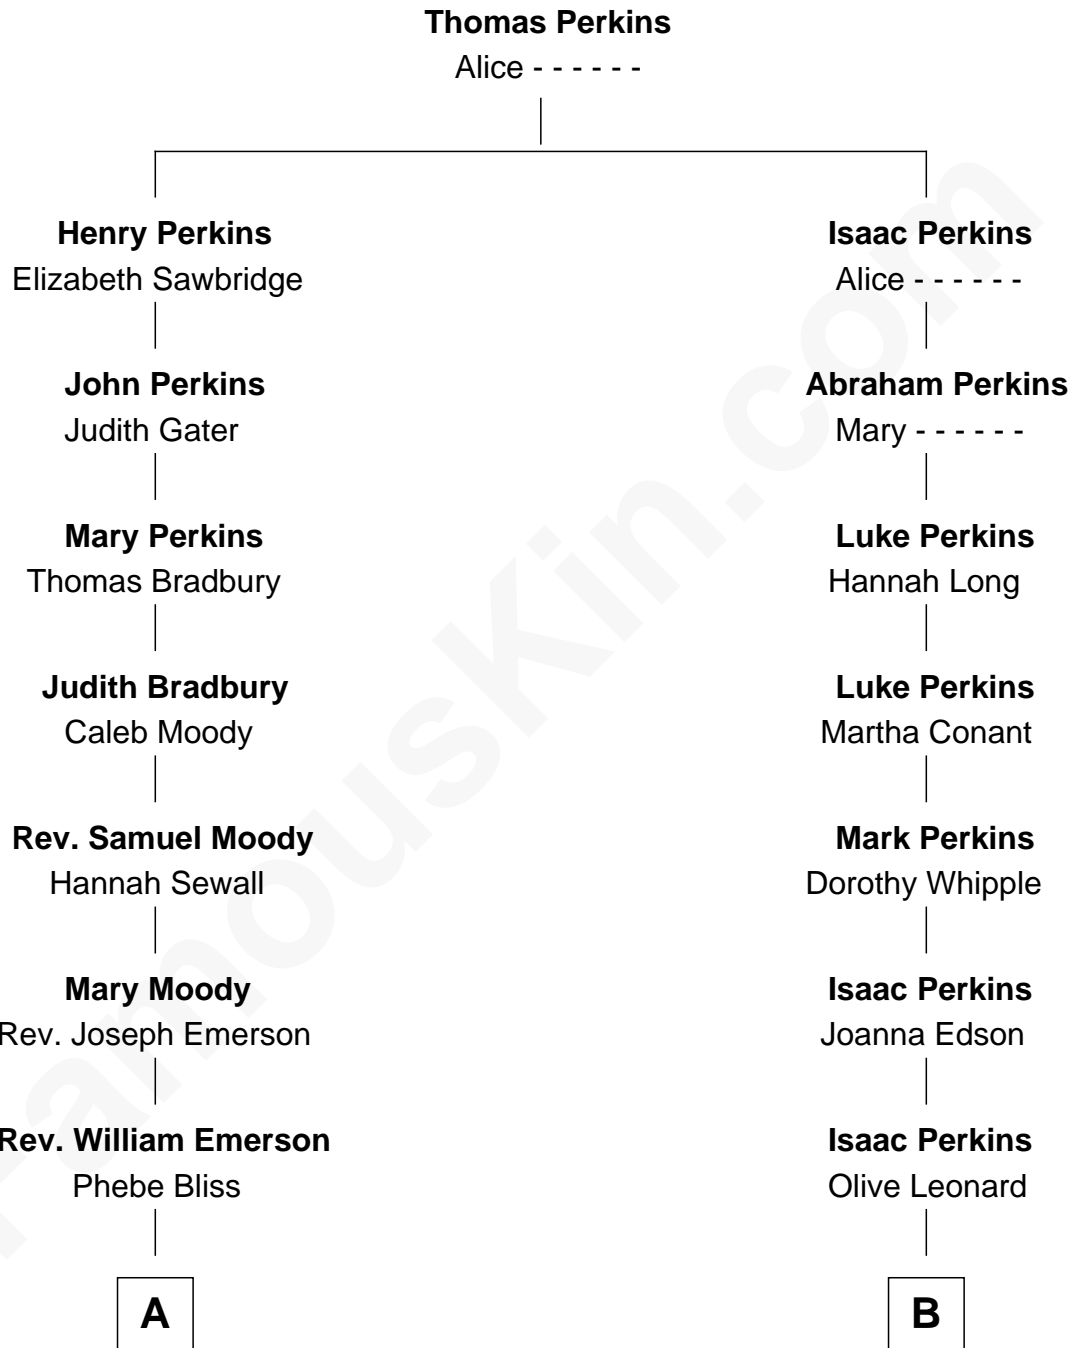 Thomas Perkins
Alice - - - - - -
Henry Perkins
Elizabeth Sawbridge
John Perkins
Judith Gater
Mary Perkins
Thomas Bradbury
Judith Bradbury
Caleb Moody
Rev. Samuel Moody
Hannah Sewall
Mary Moody
Rev. Joseph Emerson
Rev. William Emerson
Phebe Bliss
A
Isaac Perkins
Alice - - - - - -
Abraham Perkins
Mary - - - - - -
Luke Perkins
Hannah Long
Luke Perkins
Martha Conant
Mark Perkins
Dorothy Whipple
Isaac Perkins
Joanna Edson
Isaac Perkins
Olive Leonard
B
FamousKin.com